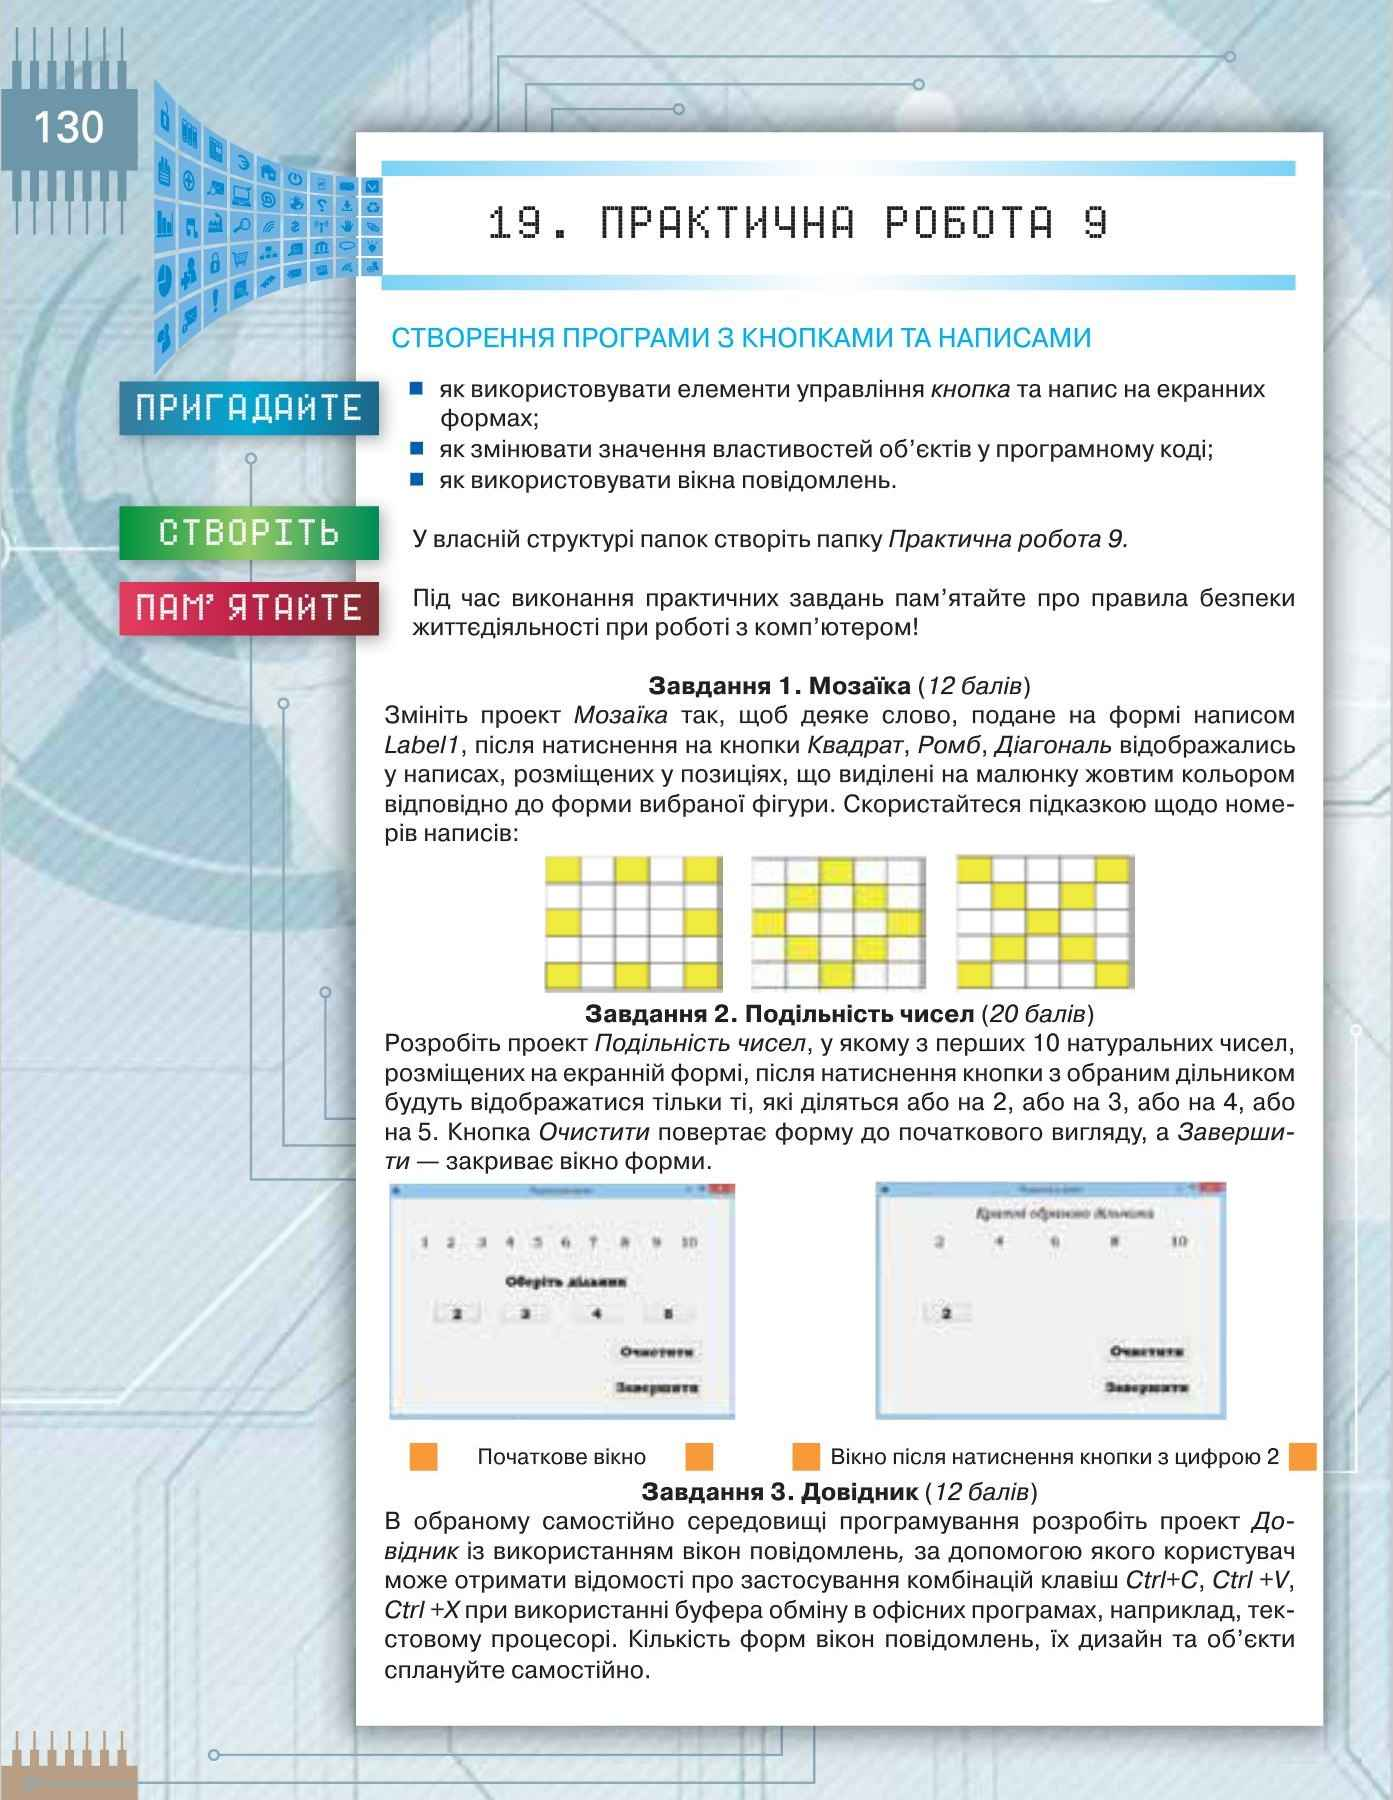 130
19. ПРАКТИЧНА РОБОТА 9
СТВОРЕННЯ ПРОГРАМИ З КНОПКАМИ ТА НАПИСАМИ
ПРИГАДАЙТЕ
як використовувати елементи управління кнопка та напис на екранних
формах;
як змінювати значення властивостей об’єктів у програмному коді;
як використовувати вікна повідомлень.
СТВОРІТЬ
У власній структурі папок створіть папку Практична робота 9.
ПАМ’ЯТАЙТЕ
Під час виконання практичних завдань пам’ятайте про правила безпеки
життєдіяльності при роботі з комп’ютером!
Завдання 1. Мозаїка (12 балів)
Змініть проект Мозаїка так, щоб деяке слово, подане на формі написом
Label1, після натиснення на кнопки Квадрат, Ромб, Діагональ відображались
у написах, розміщених у позиціях, що виділені на малюнку жовтим кольором
відповідно до форми вибраної фігури. Скористайтеся підказкою щодо номе-
рів написів:
Завдання 2. Подільність чисел (20 балів)
Розробіть проект Подільність чисел, у якому з перших 10 натуральних чисел,
розміщених на екранній формі, після натиснення кнопки з обраним дільником
будуть відображатися тільки ті, які діляться або на 2, або на 3, або на 4, або
на 5. Кнопка Очистити повертає форму до початкового вигляду, а Заверши-
ти — закриває вікно форми.
1 2 3 4 5 6 7 8 9 10
Оберіть дільник
2 3 4 5
Очистити
Завершити
Кратні обраного дільника
2 4 6 8 10
2
Очистити
Завершити
Початкове вікно
Вікно після натиснення кнопки з цифрою 2
Завдання 3. Довідник (12 балів)
В обраному самостійно середовищі програмування розробіть проект До-
відник із використанням вікон повідомлень, за допомогою якого користувач
може отримати відомості про застосування комбінацій клавіш Ctrl+C, Ctrl +V,
Ctrl +X при використанні буфера обміну в офісних програмах, наприклад, тек-
стовому процесорі. Кількість форм вікон повідомлень, їх дизайн та об’єкти
сплануйте самостійно.